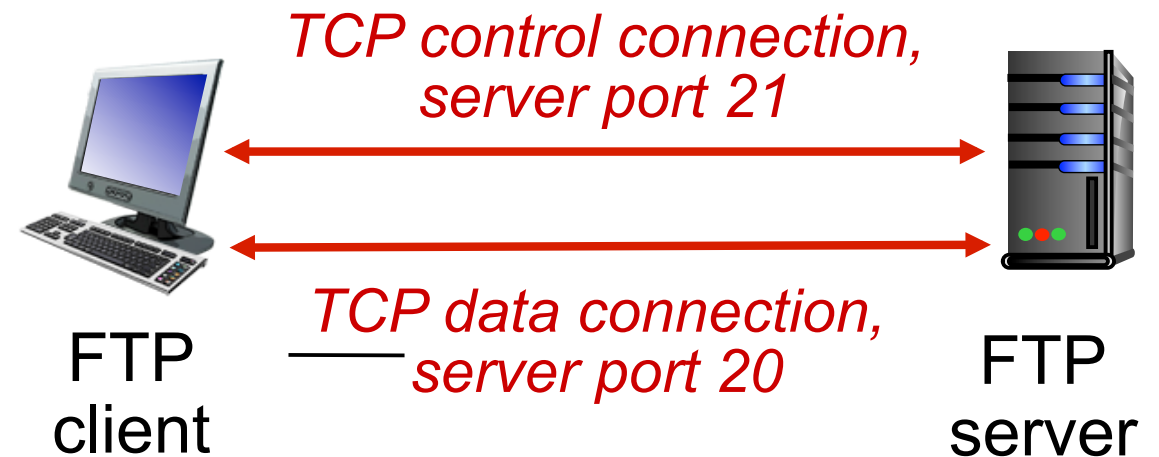 TCP control connection,
server port 21
TCP data connection,
server port 20
FTP
client
FTP
server